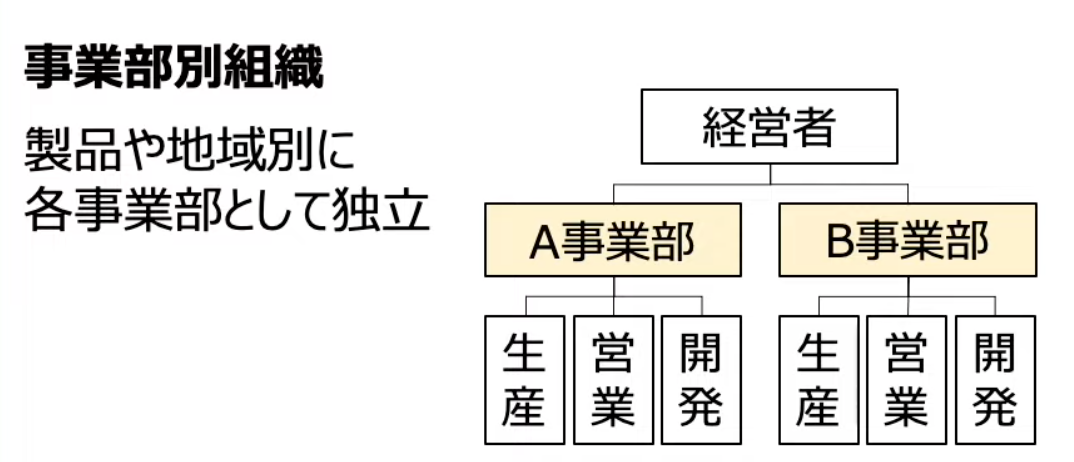 事業部別組織
製品や地域別に
各事業部として独立
経営者
A事業部
B事業部
生産
営業
開発
生産
営業
開発